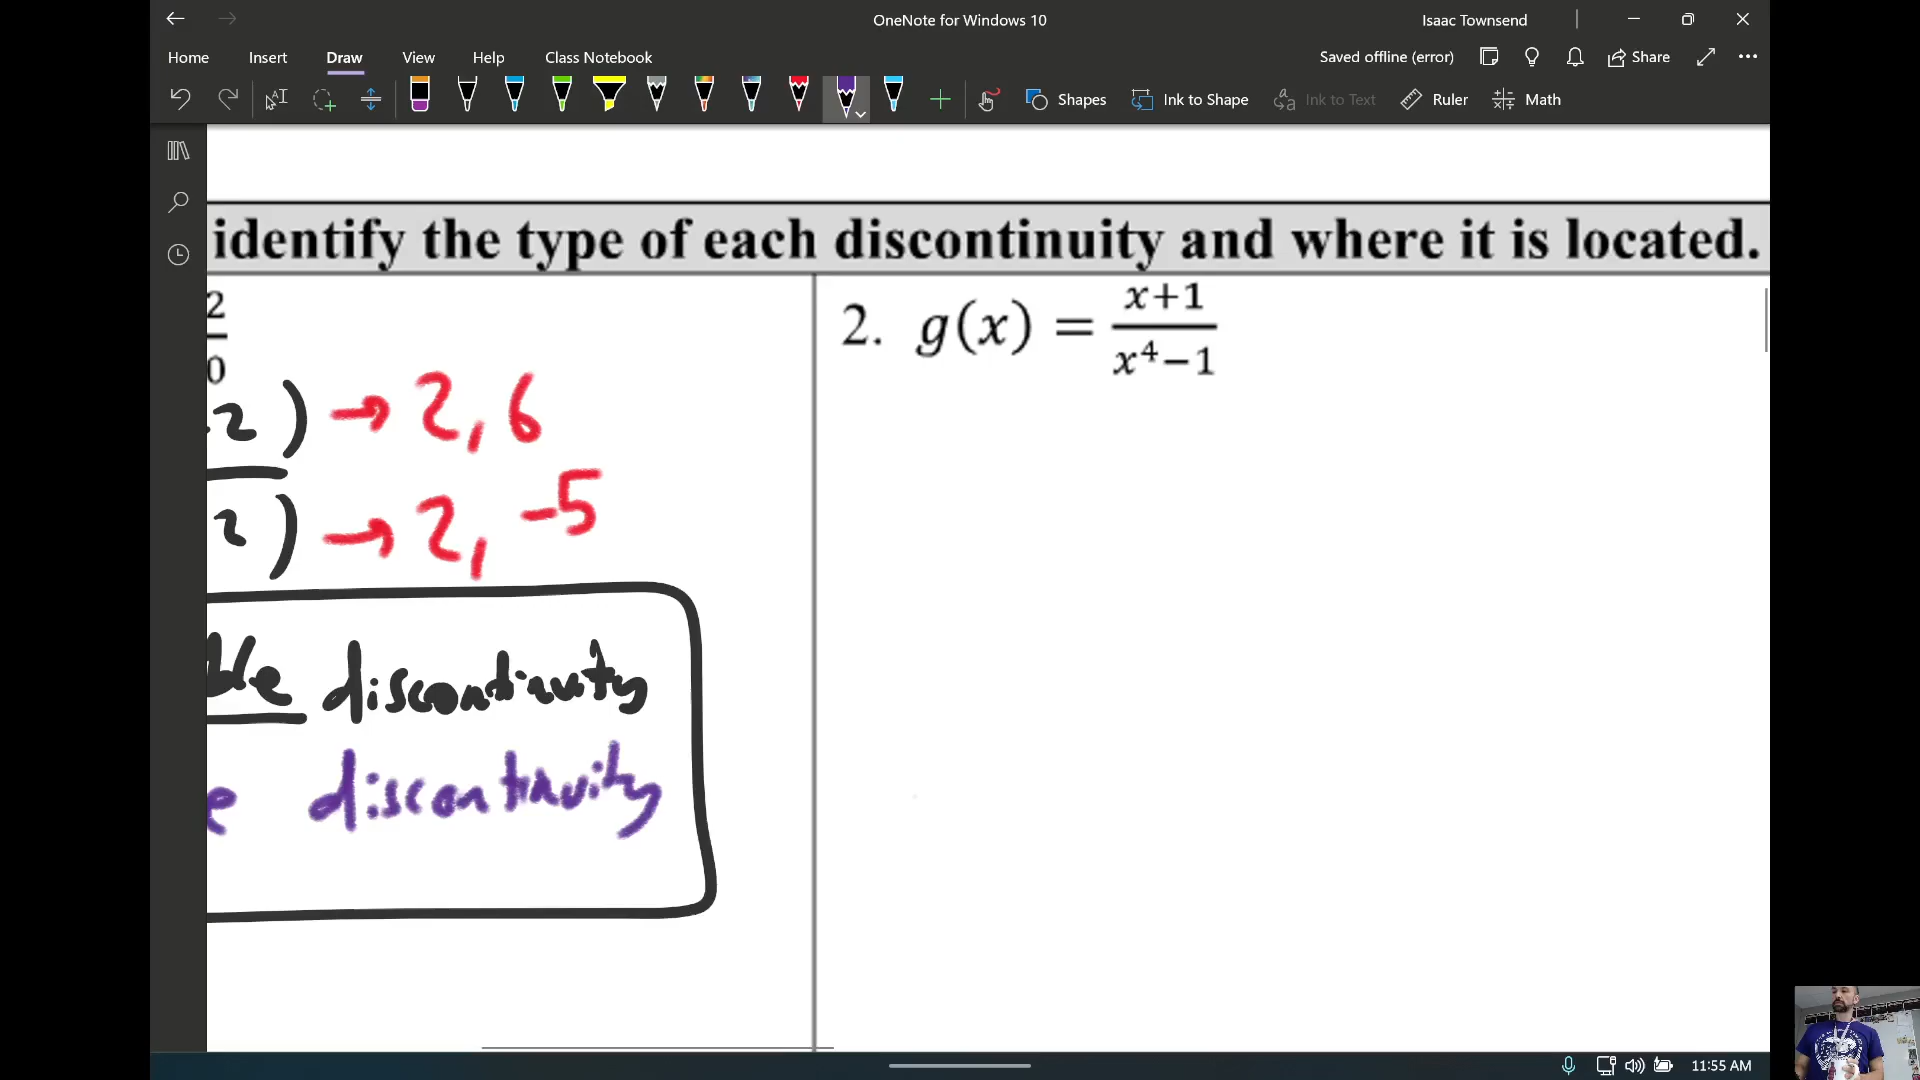 OneNote for Windows 10
Isaac Townsend
Home Insert Draw View Help Class Notebook
Saved offline (error) Share
Shapes Ink to Shape Ink to Text Ruler Math
identify the type of each discontinuity and where it is located.
2
0
2) → 2, 6
2) → 2, -5
ble discontinuity
e discontinuity
2. g(x) = x+1
x⁴−1
11:55 AM